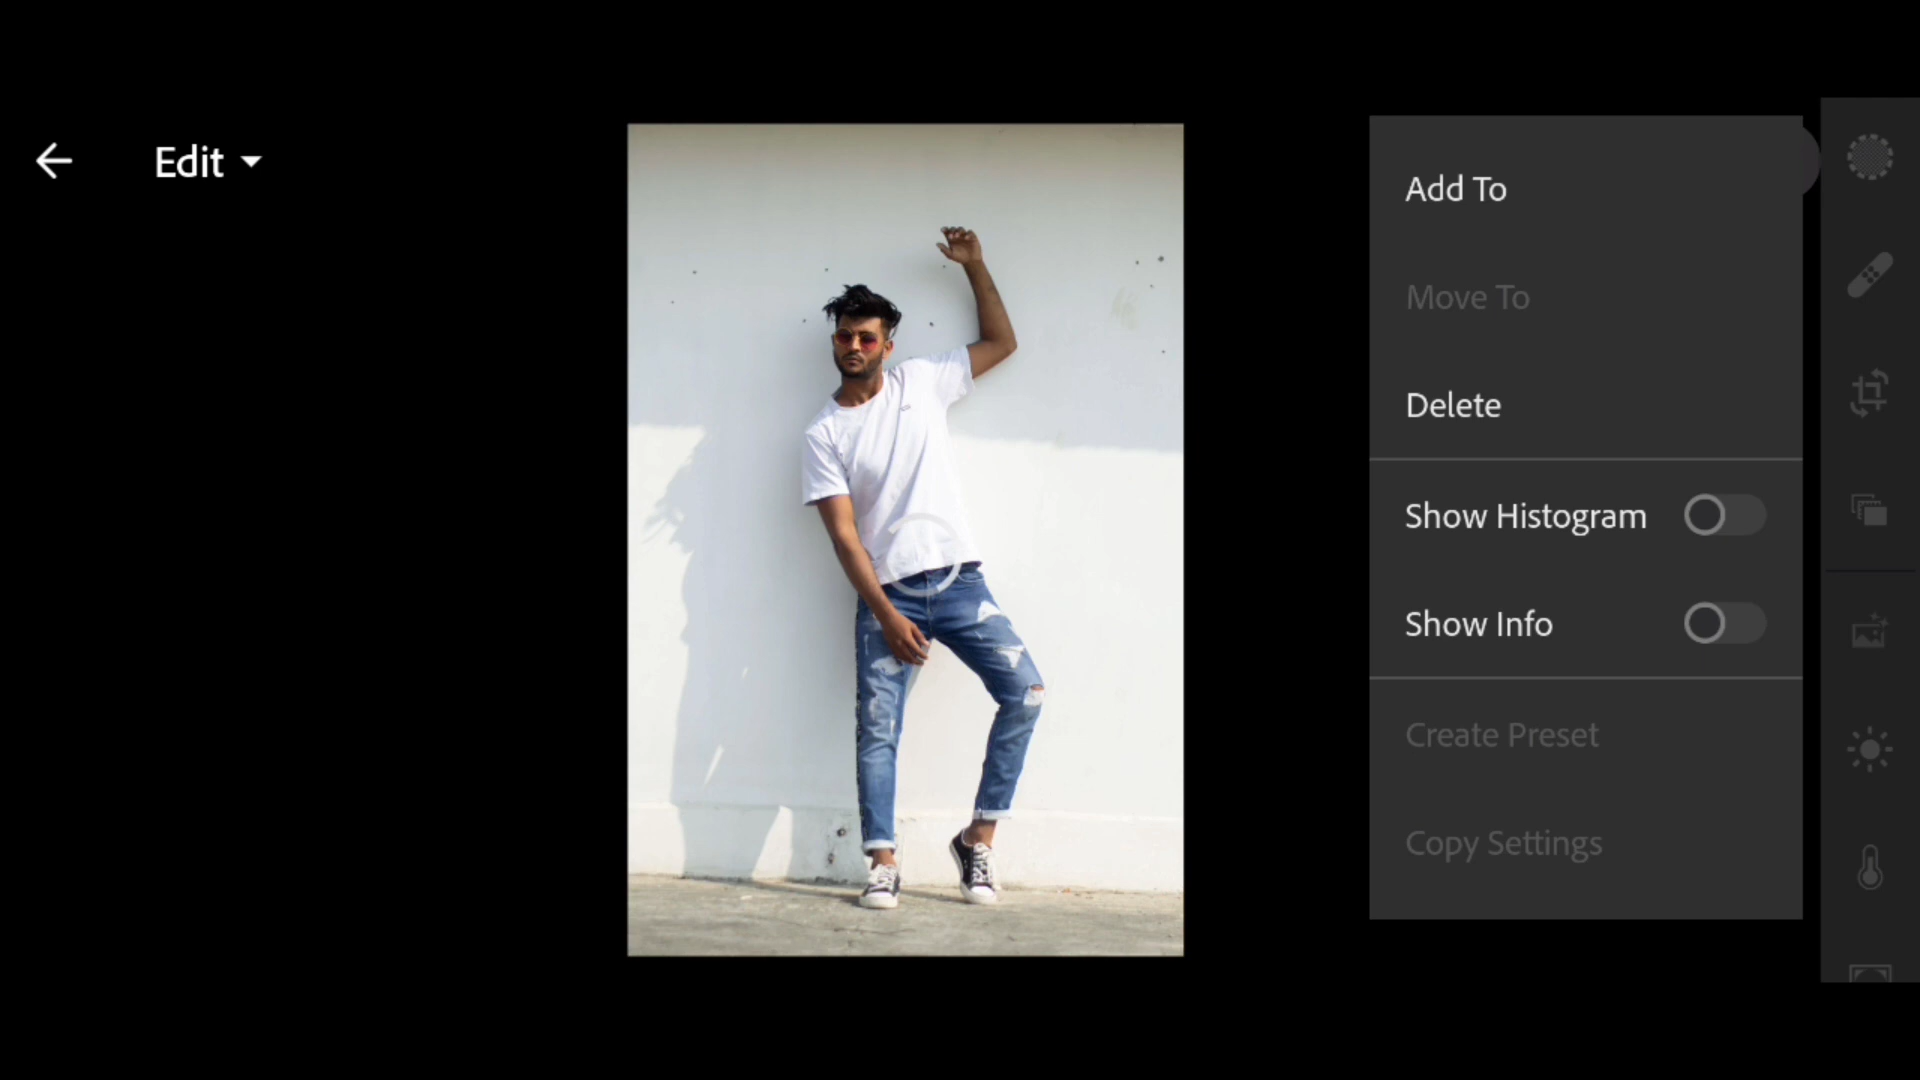 Edit
Add To
Move To
Delete
Show Histogram
Show Info
Create Preset
Copy Settings